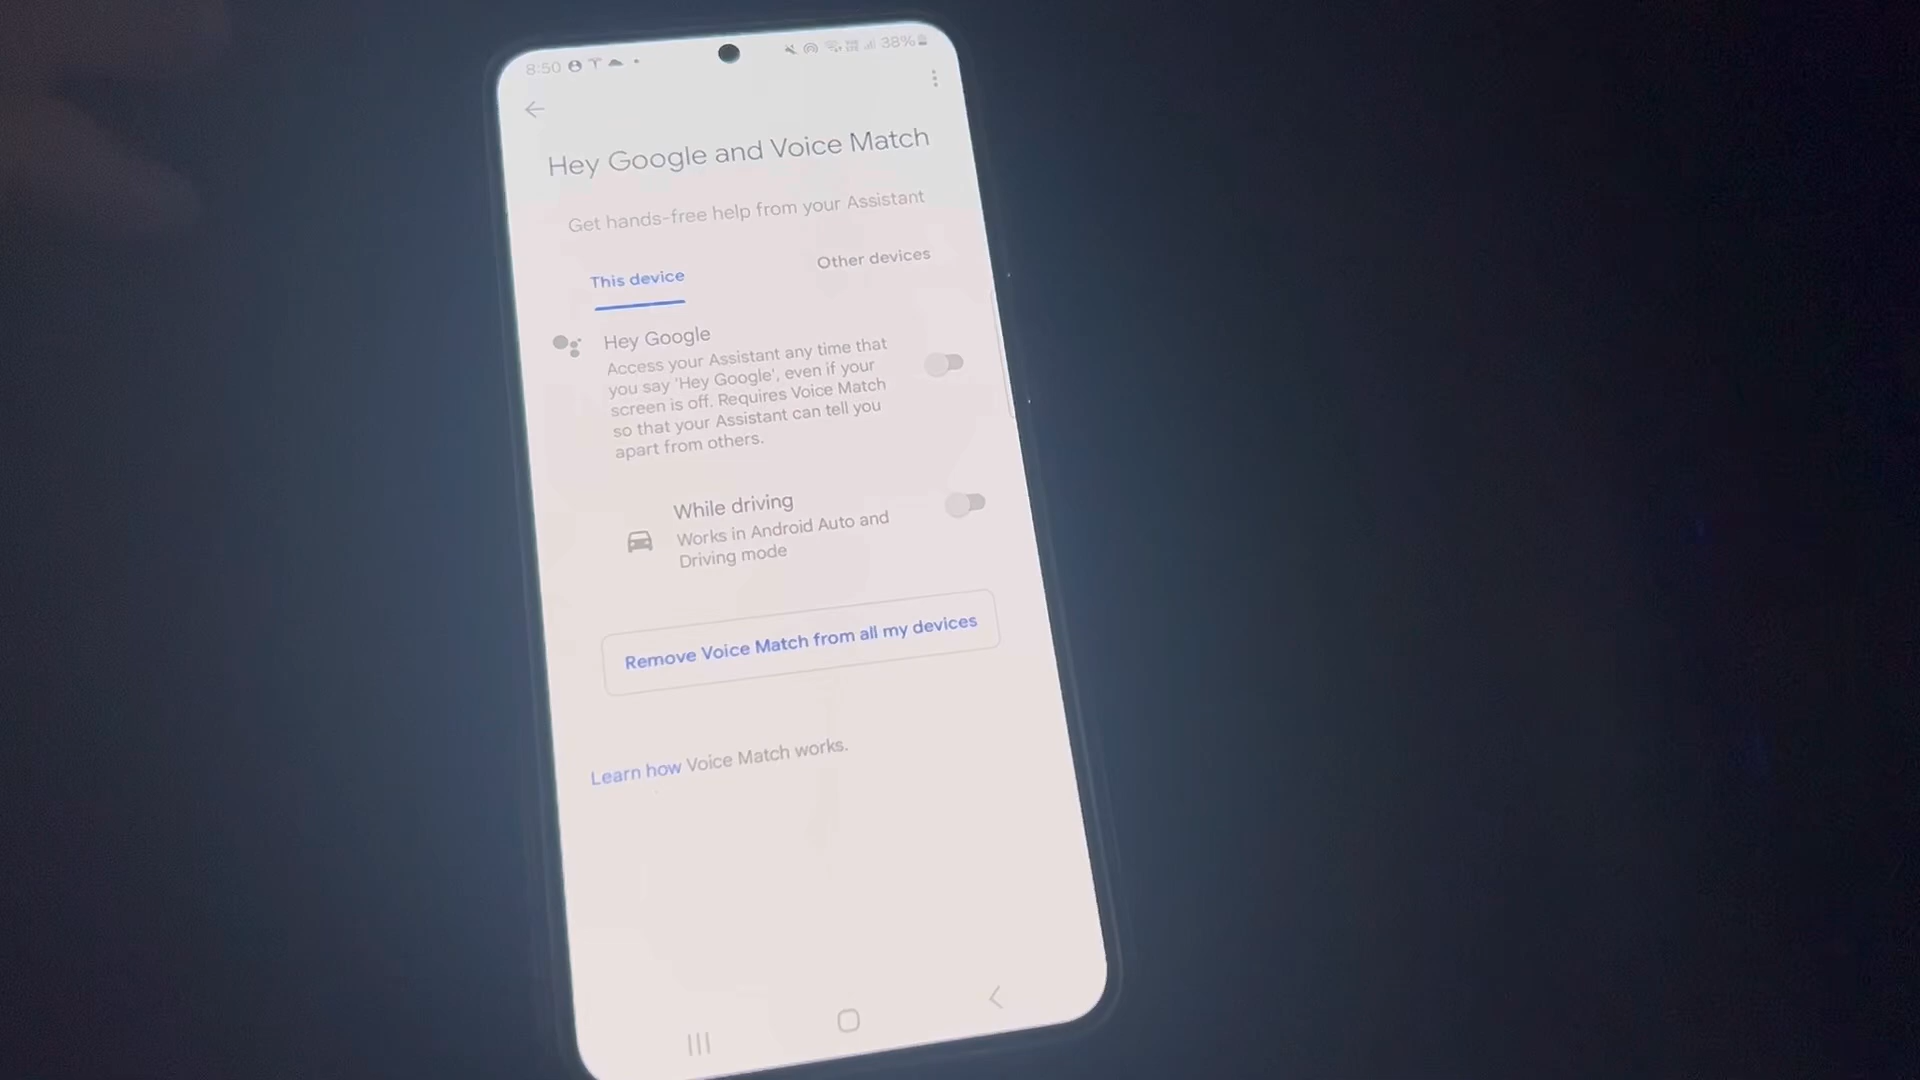 8:50
38%
Hey Google and Voice Match
Get hands-free help from your Assistant
This device
Other devices
Hey Google
Access your Assistant any time that
you say 'Hey Google', even if your
screen is off. Requires Voice Match
so that your Assistant can tell you
apart from others.
While driving
Works in Android Auto and
Driving mode
Remove Voice Match from all my devices
Learn how Voice Match works.